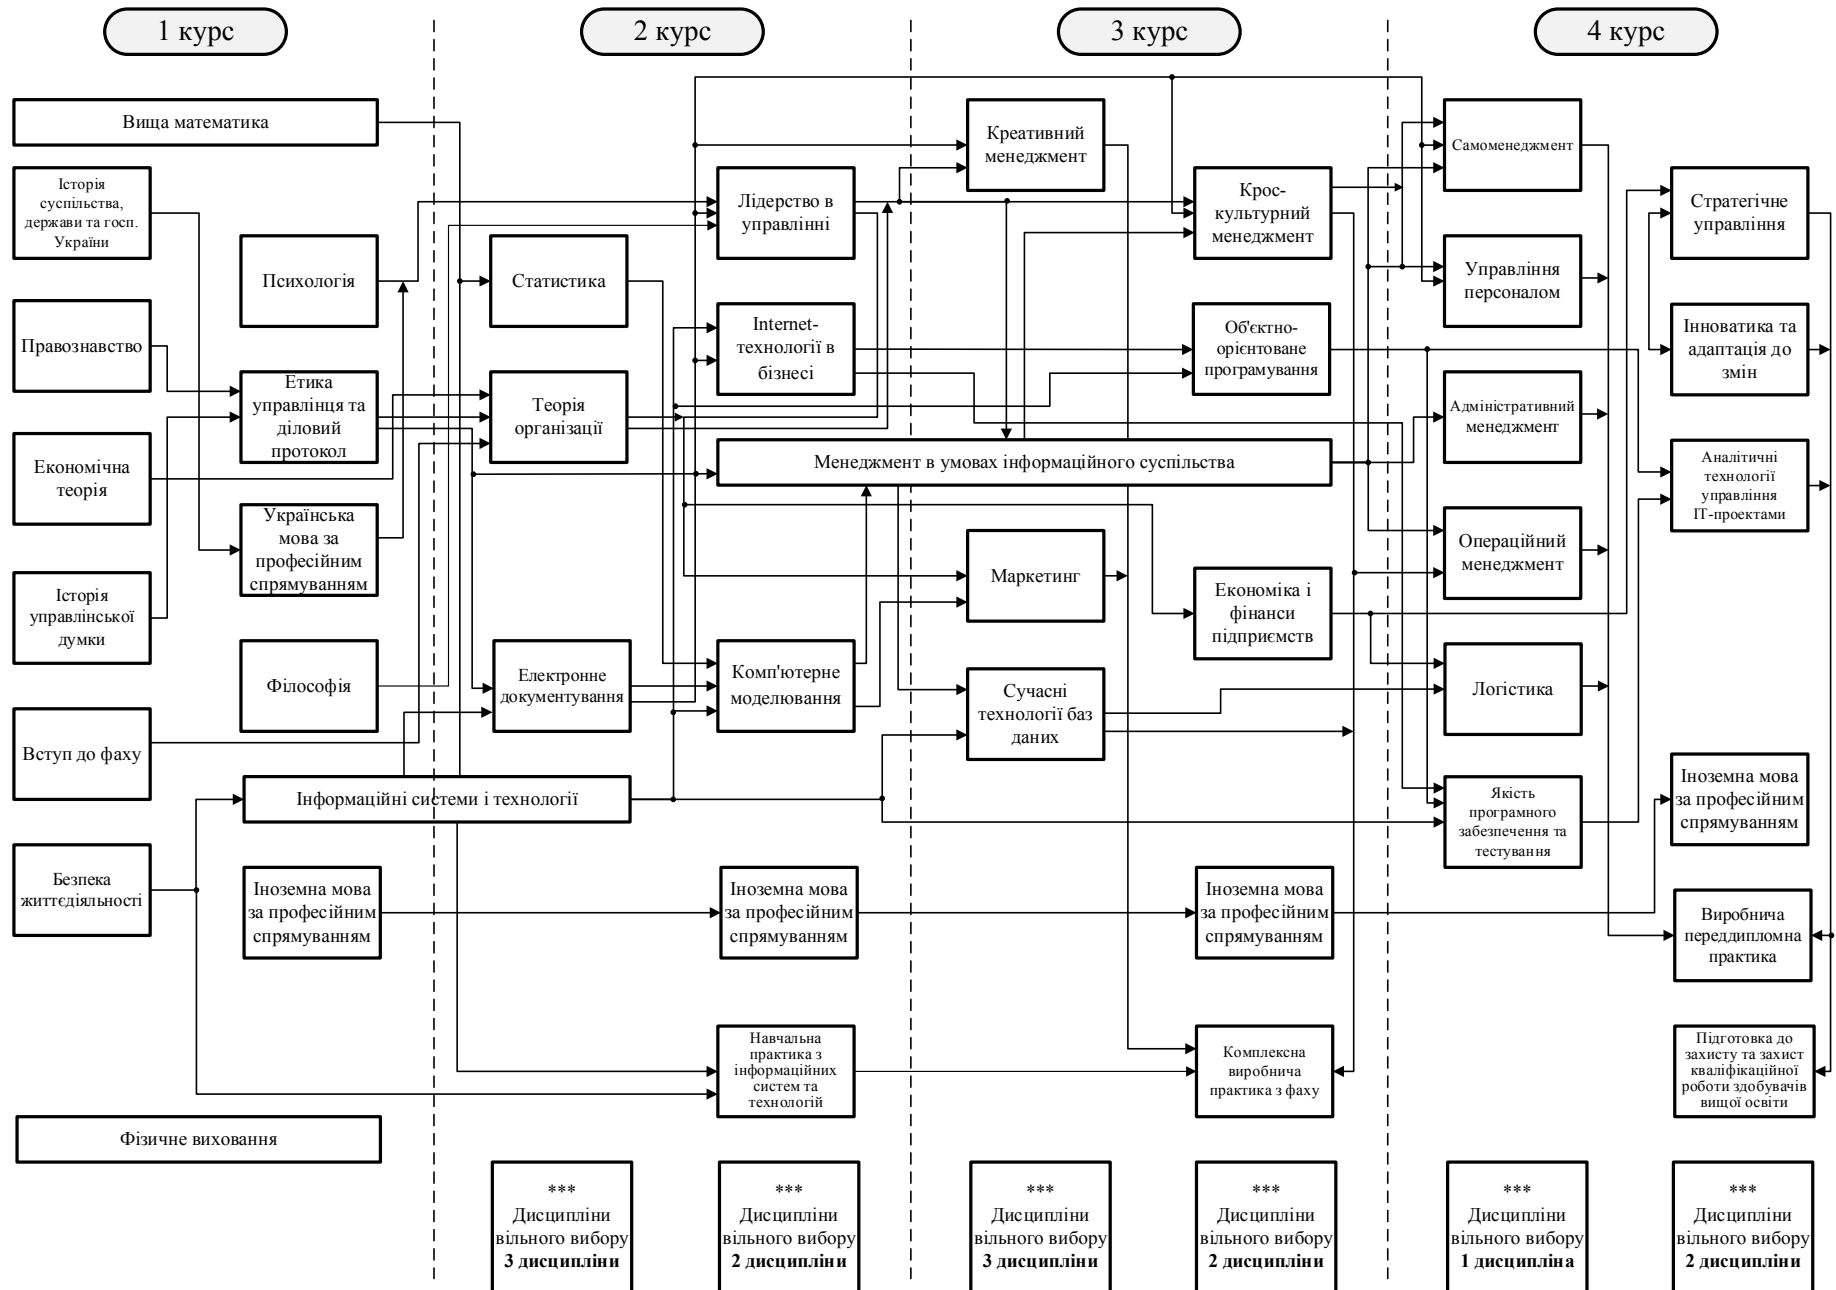 1 курс
2 курс
3 курс
4 курс
Вища математика
Історія
суспільства,
держави та госп.
України
Правознавство
Економічна
теорія
Історія
управлінської
думки
Вступ до фаху
Безпека
життєдіяльності
Фізичне виховання
Психологія
Етика
управлінця та
діловий
протокол
Українська
мова за
професійним
спрямуванням
Філософія
Інформаційні системи і технології
Іноземна мова
за професійним
спрямуванням
Статистика
Теорія
організації
Електронне
документування
***
Дисципліни
вільного вибору
3 дисципліни
Лідерство в
управлінні
Internet-
технології в
бізнесі
Менеджмент в умовах інформаційного суспільства
Комп'ютерне
моделювання
Іноземна мова
за професійним
спрямуванням
Навчальна
практика з
інформаційних
систем та
технологій
***
Дисципліни
вільного вибору
2 дисципліни
Креативний
менеджмент
Маркетинг
Сучасні
технології баз
даних
***
Дисципліни
вільного вибору
3 дисципліни
Крос-
культурний
менеджмент
Об'єктно-
орієнтоване
програмування
Економіка і
фінанси
підприємств
Іноземна мова
за професійним
спрямуванням
Комплексна
виробнича
практика з фаху
***
Дисципліни
вільного вибору
2 дисципліни
Самоменеджмент
Управління
персоналом
Адміністративний
менеджмент
Операційний
менеджмент
Логістика
Якість
програмного
забезпечення та
тестування
***
Дисципліни
вільного вибору
1 дисципліна
Стратегічне
управління
Інноватика та
адаптація до
змін
Аналітичні
технології
управління
ІТ-проектами
Іноземна мова
за професійним
спрямуванням
Виробнича
переддипломна
практика
Підготовка до
захисту та захист
кваліфікаційної
роботи здобувачів
вищої освіти
***
Дисципліни
вільного вибору
2 дисципліни